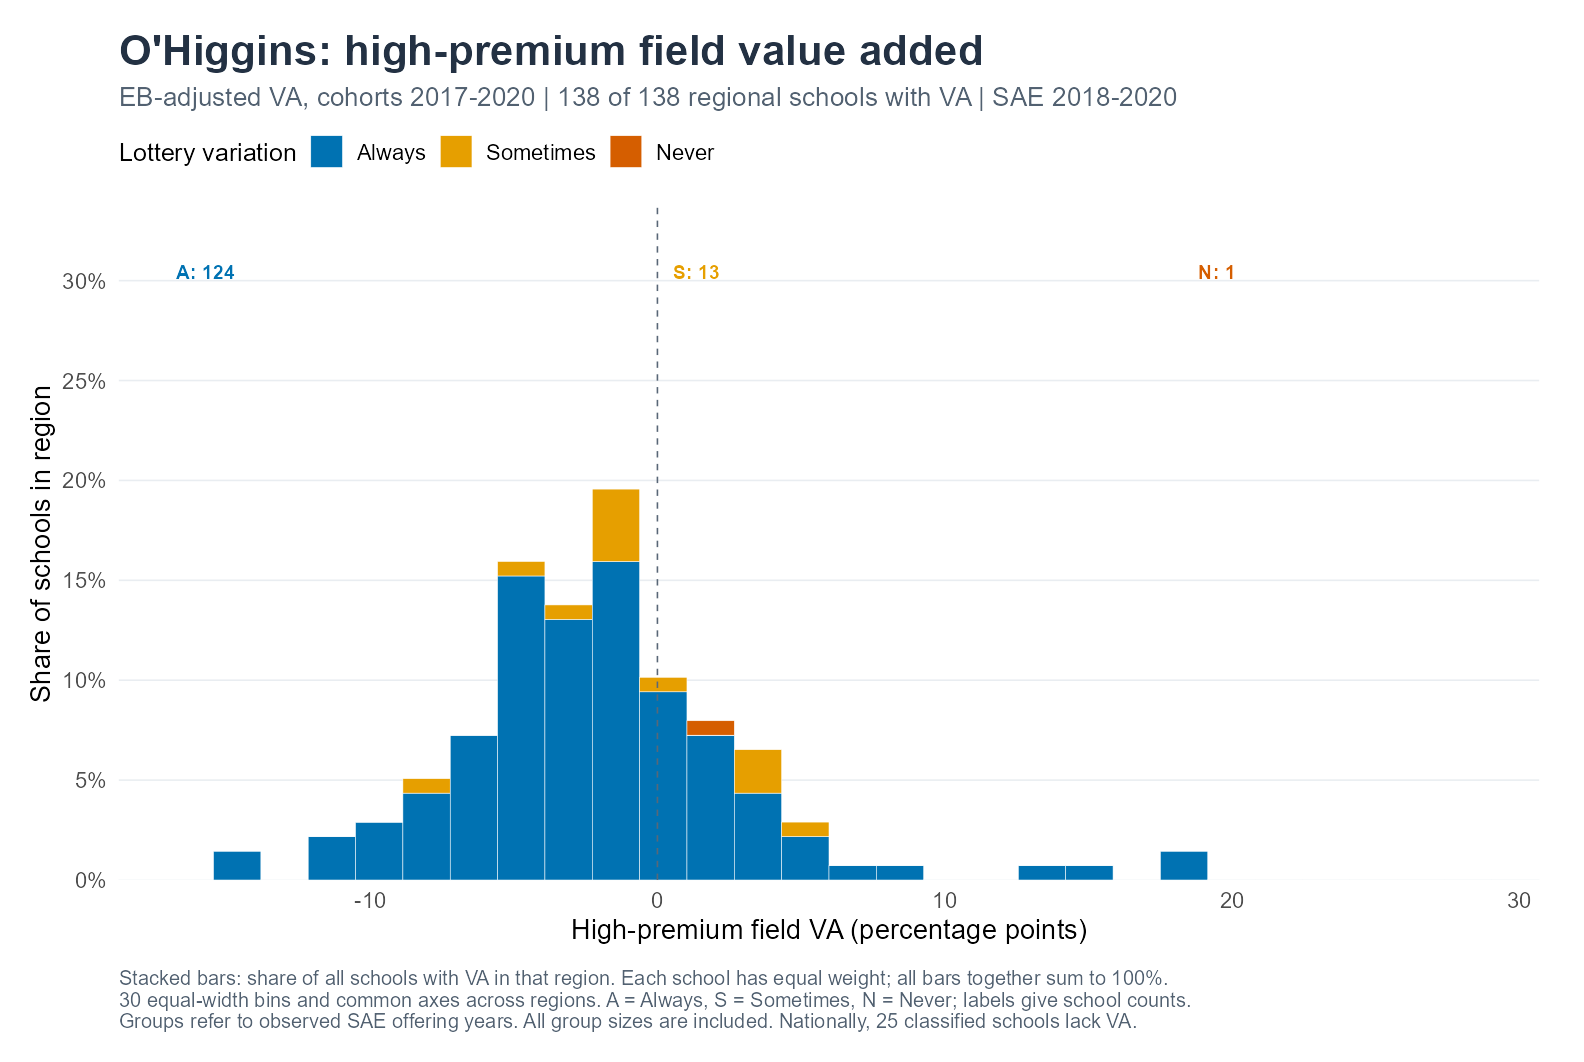 O'Higgins: high-premium field value added
EB-adjusted VA, cohorts 2017-2020 | 138 of 138 regional schools with VA | SAE 2018-2020
Lottery variation Always Sometimes Never
A: 124 S: 13 N: 1
30%
25%
20%
15%
10%
5%
0%
Share of schools in region
-10 0 10 20 30
High-premium field VA (percentage points)
Stacked bars: share of all schools with VA in that region. Each school has equal weight; all bars together sum to 100%.
30 equal-width bins and common axes across regions. A = Always, S = Sometimes, N = Never; labels give school counts.
Groups refer to observed SAE offering years. All group sizes are included. Nationally, 25 classified schools lack VA.